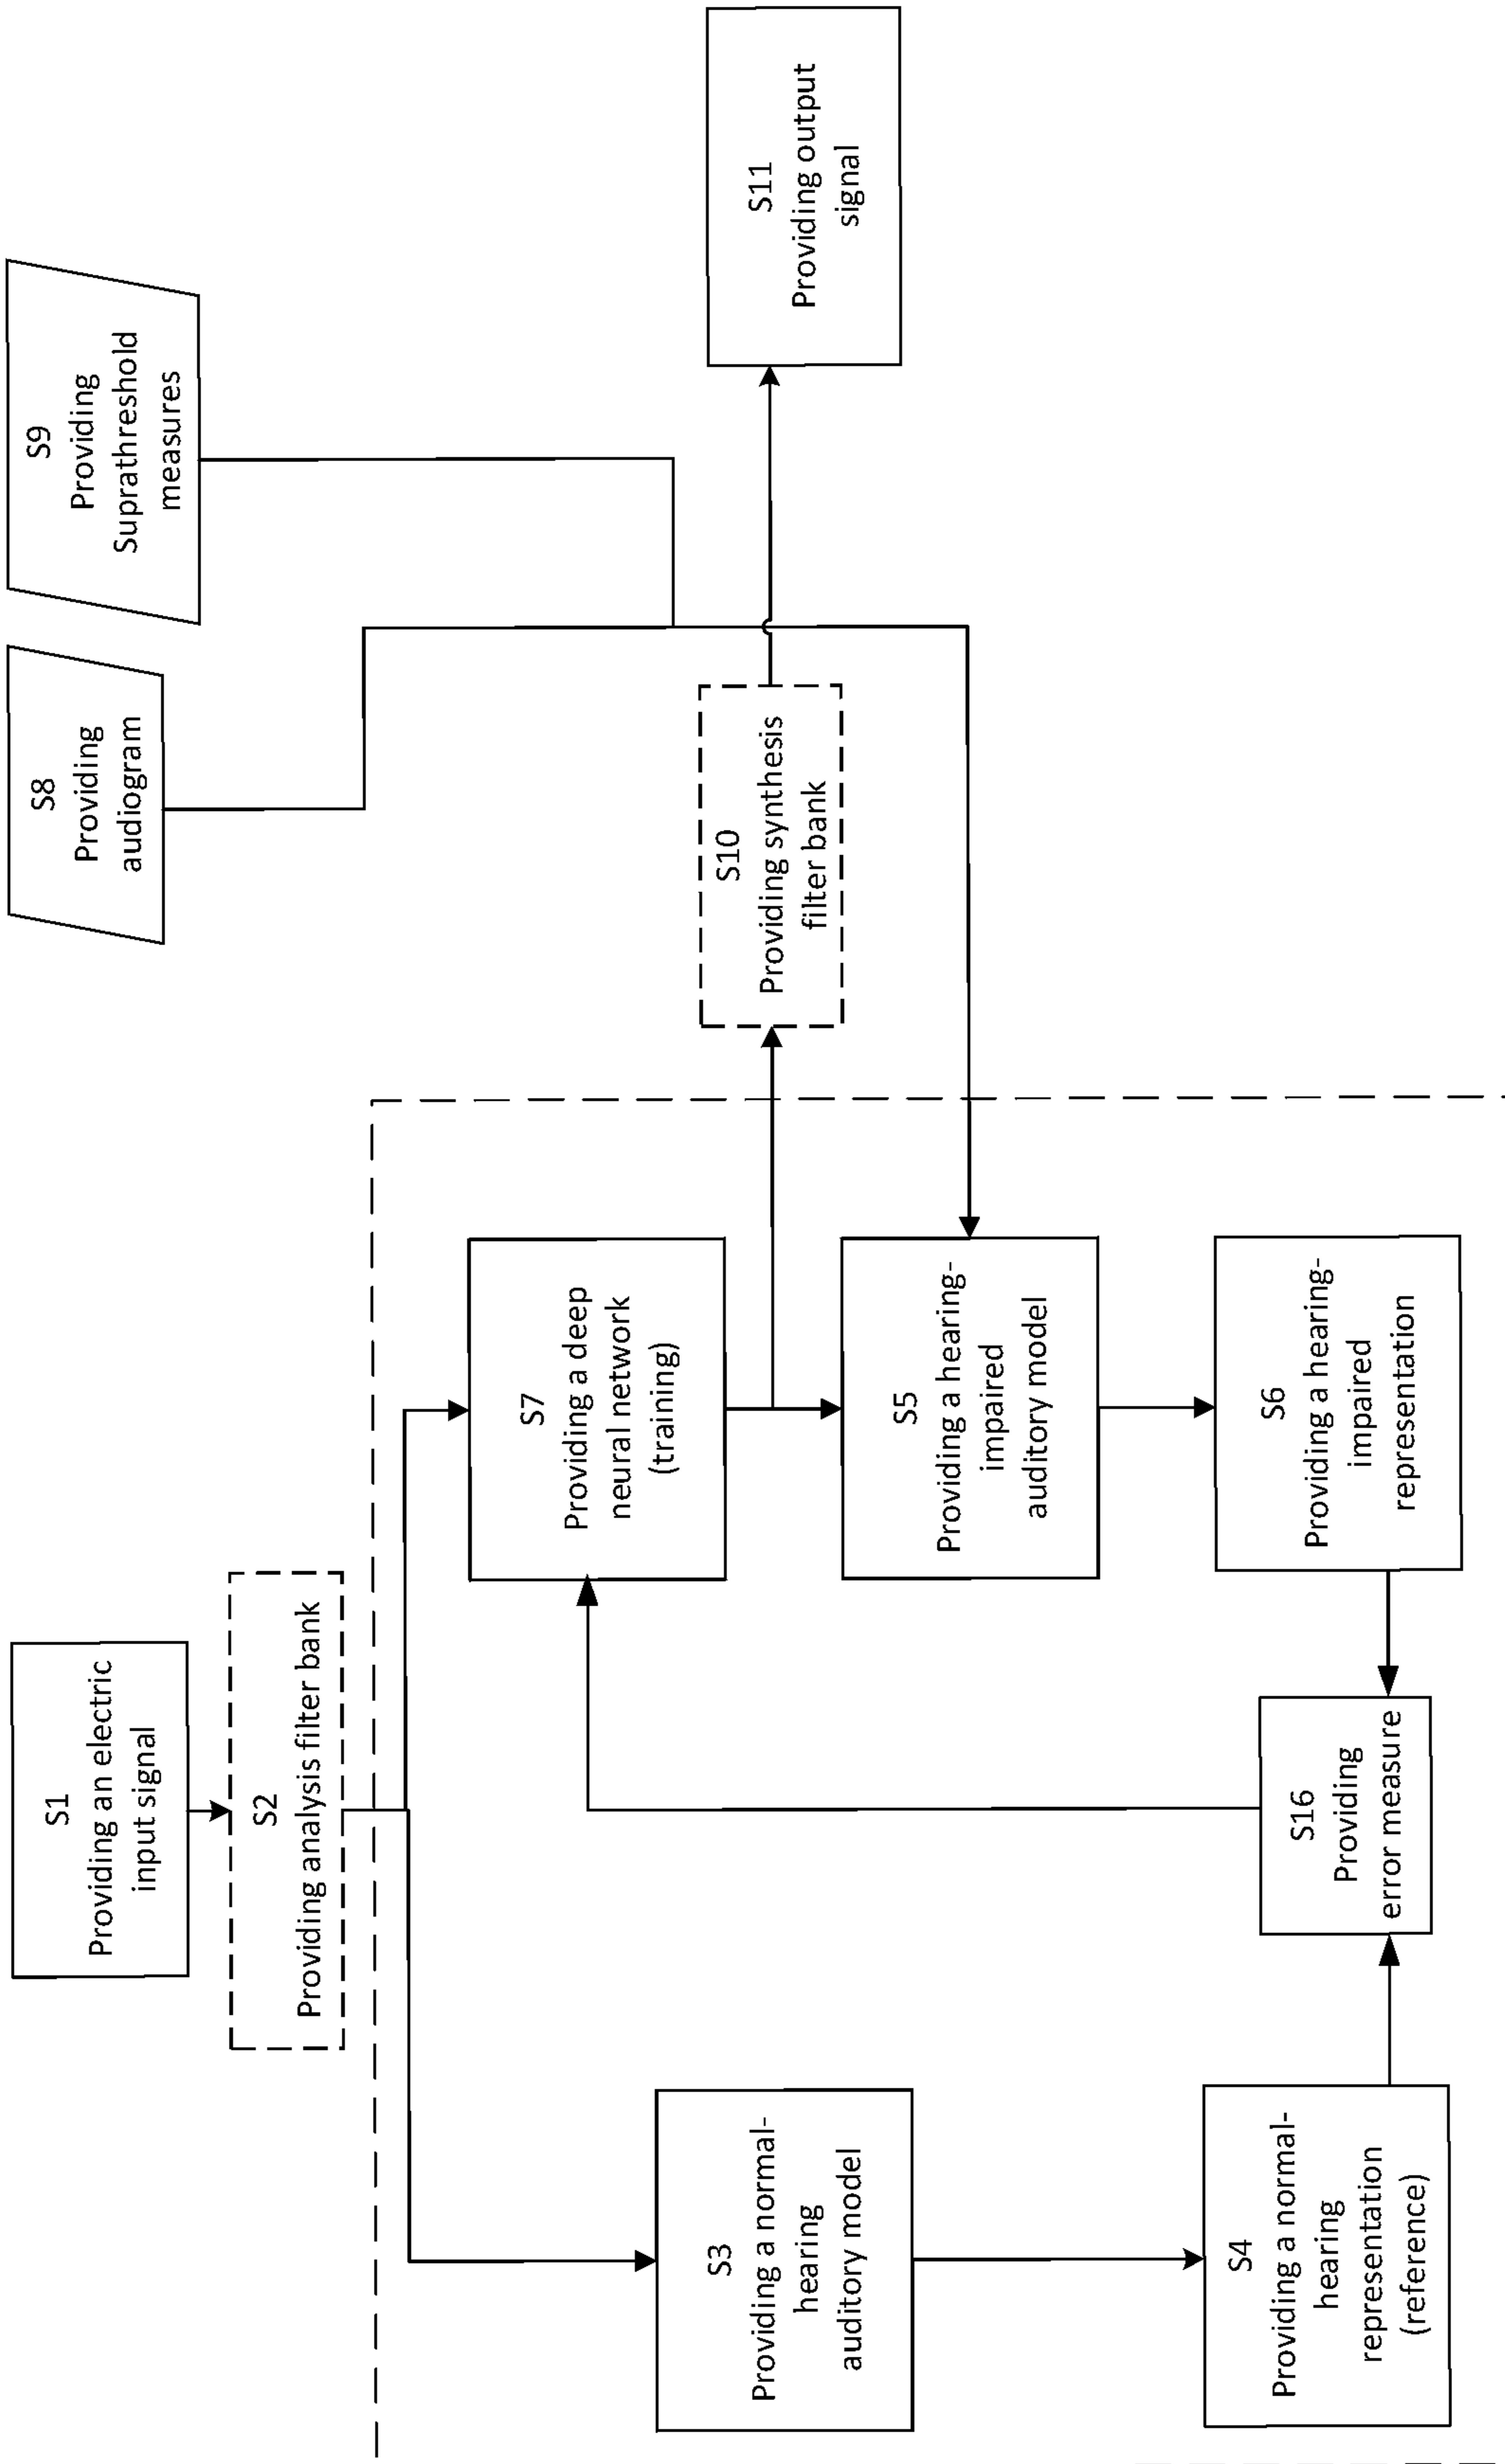 S1
Providing an electric
input signal
S2
Providing analysis filter bank
S8
Providing
audiogram
S9
Providing
Suprathreshold
measures
S3
Providing a normal-
hearing
auditory model
S7
Providing a deep
neural network
(training)
S10
Providing synthesis
filter bank
S11
Providing output
signal
S5
Providing a hearing-
impaired
auditory model
S4
Providing a normal-
hearing
representation
(reference)
S16
Providing
error measure
S6
Providing a hearing-
impaired
representation